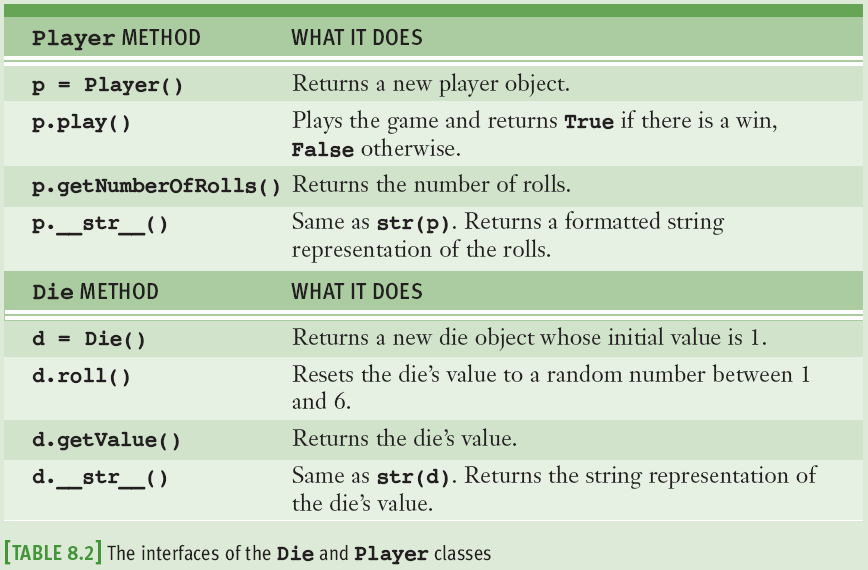 Player METHOD WHAT IT DOES
p = Player() Returns a new player object.
p.play() Plays the game and returns True if there is a win,
False otherwise.
p.getNumberOfRolls() Returns the number of rolls.
p.__str__() Same as str(p). Returns a formatted string
representation of the rolls.
Die METHOD WHAT IT DOES
d = Die() Returns a new die object whose initial value is 1.
d.roll() Resets the die’s value to a random number between 1
and 6.
d.getValue() Returns the die’s value.
d.__str__() Same as str(d). Returns the string representation of
the die’s value.
[TABLE 8.2] The interfaces of the Die and Player classes